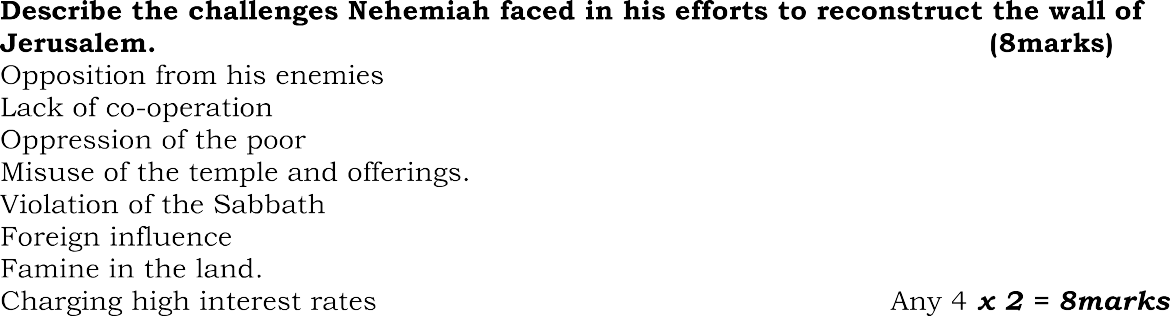 Describe the challenges Nehemiah faced in his efforts to reconstruct the wall of
Jerusalem. (8marks)
Opposition from his enemies
Lack of co-operation
Oppression of the poor
Misuse of the temple and offerings.
Violation of the Sabbath
Foreign influence
Famine in the land.
Charging high interest rates Any 4 x 2 = 8marks